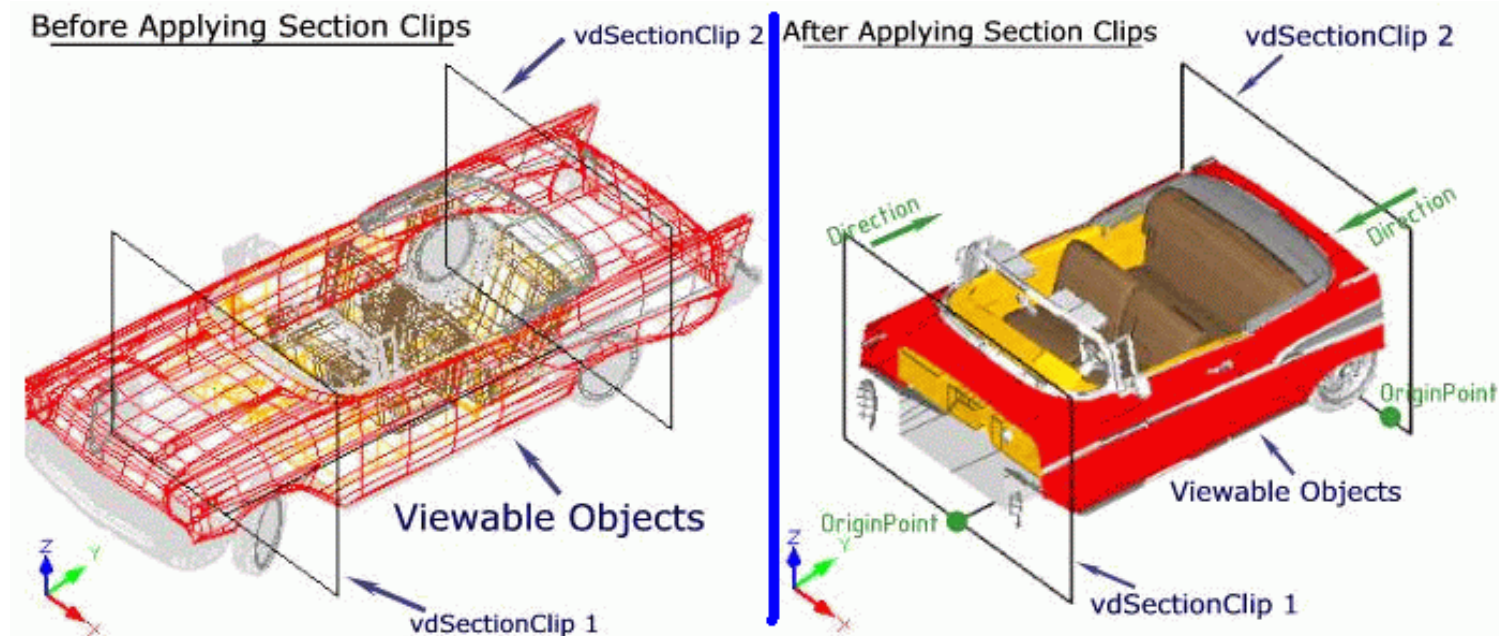 Before Applying Section Clips
vdSectionClip 2
Viewable Objects
vdSectionClip 1
Z
Y
X
After Applying Section Clips
vdSectionClip 2
Direction
Direction
OriginPoint
Viewable Objects
OriginPoint
vdSectionClip 1
Z
Y
X